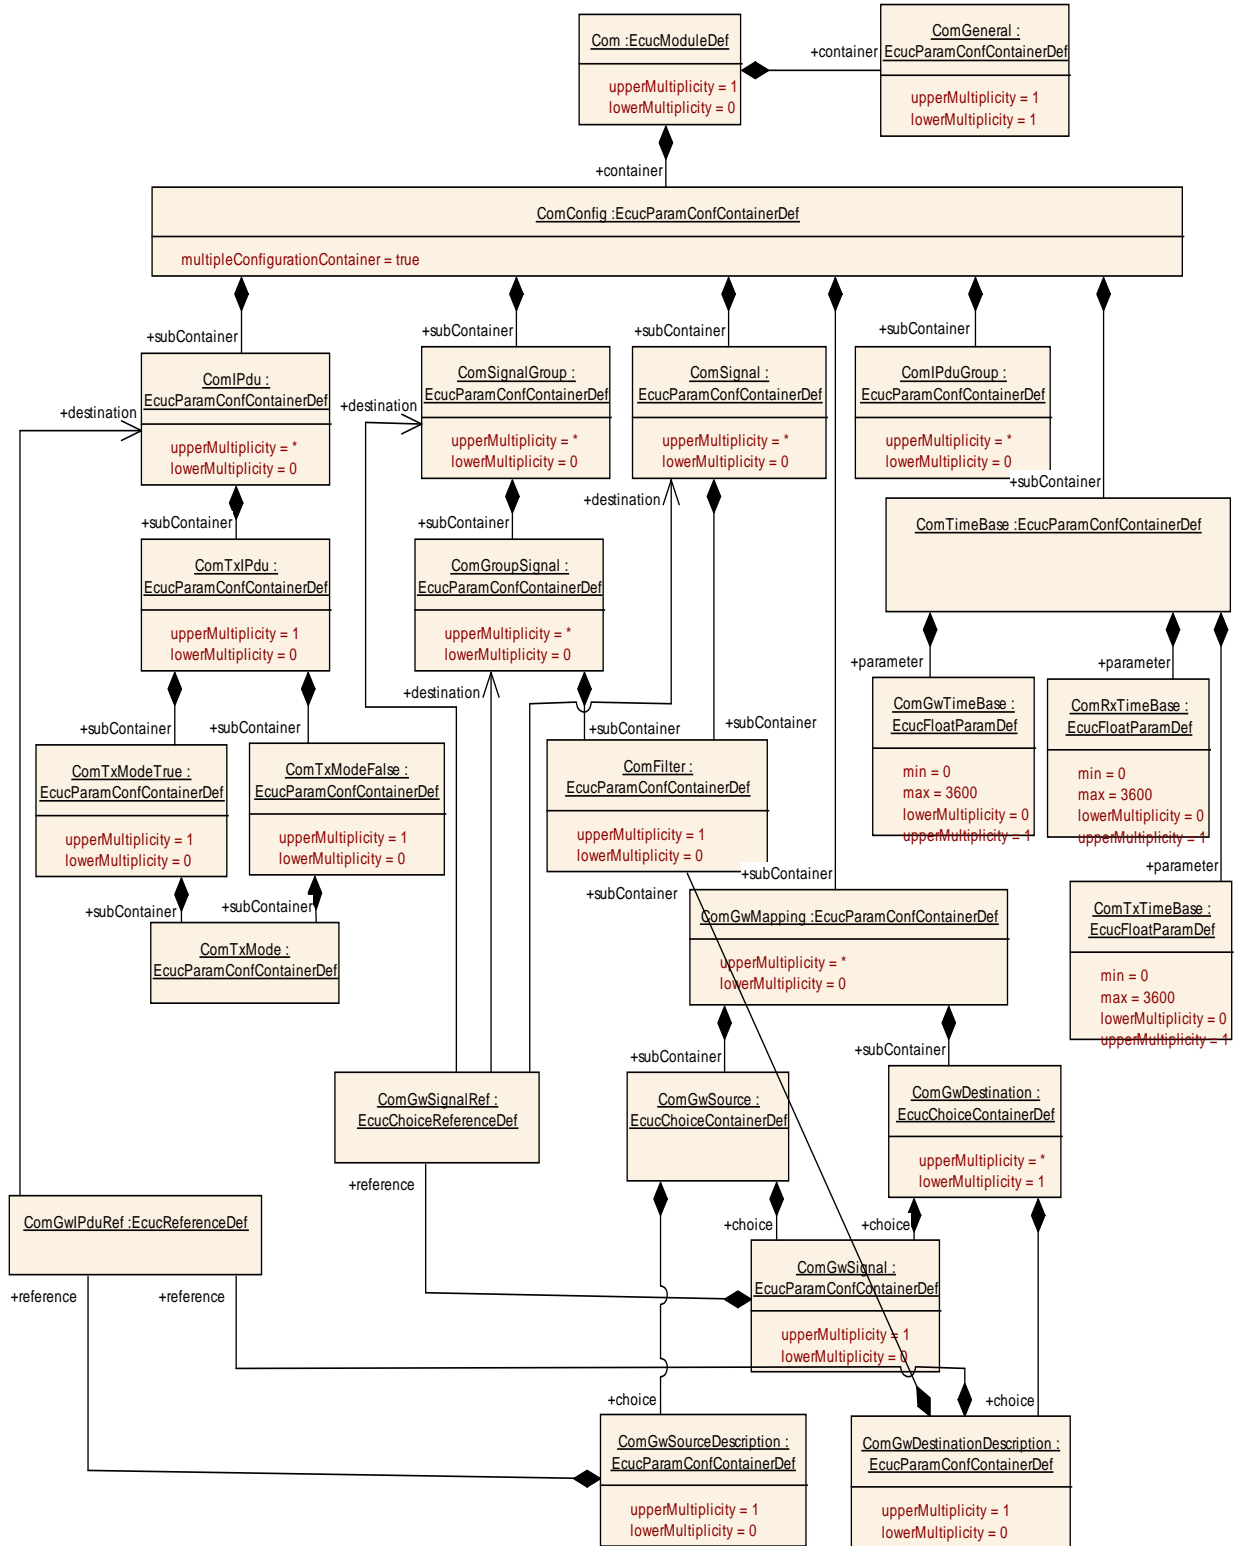 Com :EcucModuleDef
upperMultiplicity = 1
lowerMultiplicity = 0
+container
ComGeneral :
EcucParamConfContainerDef
upperMultiplicity = 1
lowerMultiplicity = 1
+container
ComConfig :EcucParamConfContainerDef
multipleConfigurationContainer = true
+subContainer
+subContainer
+subContainer
+subContainer
+destination
ComIPdu :
EcucParamConfContainerDef
upperMultiplicity = *
lowerMultiplicity = 0
+destination
ComSignalGroup :
EcucParamConfContainerDef
upperMultiplicity = *
lowerMultiplicity = 0
ComSignal :
EcucParamConfContainerDef
upperMultiplicity = *
lowerMultiplicity = 0
ComIPduGroup :
EcucParamConfContainerDef
upperMultiplicity = *
lowerMultiplicity = 0
+subContainer
+destination
+subContainer
+subContainer
ComTimeBase :EcucParamConfContainerDef
ComTxIPdu :
EcucParamConfContainerDef
upperMultiplicity = 1
lowerMultiplicity = 0
ComGroupSignal :
EcucParamConfContainerDef
upperMultiplicity = *
lowerMultiplicity = 0
+destination
+parameter
+parameter
ComGwTimeBase :
EcucFloatParamDef
min = 0
max = 3600
lowerMultiplicity = 0
upperMultiplicity = 1
ComRxTimeBase :
EcucFloatParamDef
min = 0
max = 3600
lowerMultiplicity = 0
upperMultiplicity = 1
+subContainer
+subContainer
+subContainer
+subContainer
ComTxModeTrue :
EcucParamConfContainerDef
upperMultiplicity = 1
lowerMultiplicity = 0
ComTxModeFalse :
EcucParamConfContainerDef
upperMultiplicity = 1
lowerMultiplicity = 0
ComFilter :
EcucParamConfContainerDef
upperMultiplicity = 1
lowerMultiplicity = 0
+subContainer
+subContainer
+parameter
+subContainer
+subContainer
ComTxMode :
EcucParamConfContainerDef
ComGwMapping :EcucParamConfContainerDef
upperMultiplicity = *
lowerMultiplicity = 0
ComTxTimeBase :
EcucFloatParamDef
min = 0
max = 3600
lowerMultiplicity = 0
upperMultiplicity = 1
+subContainer
+subContainer
ComGwSignalRef :
EcucChoiceReferenceDef
ComGwSource :
EcucChoiceContainerDef
ComGwDestination :
EcucChoiceContainerDef
upperMultiplicity = *
lowerMultiplicity = 1
+reference
+choice
+choice
ComGwIPduRef :EcucReferenceDef
+reference
+reference
ComGwSignal :
EcucParamConfContainerDef
upperMultiplicity = 1
lowerMultiplicity = 0
+choice
+choice
ComGwSourceDescription :
EcucParamConfContainerDef
upperMultiplicity = 1
lowerMultiplicity = 0
ComGwDestinationDescription :
EcucParamConfContainerDef
upperMultiplicity = 1
lowerMultiplicity = 0